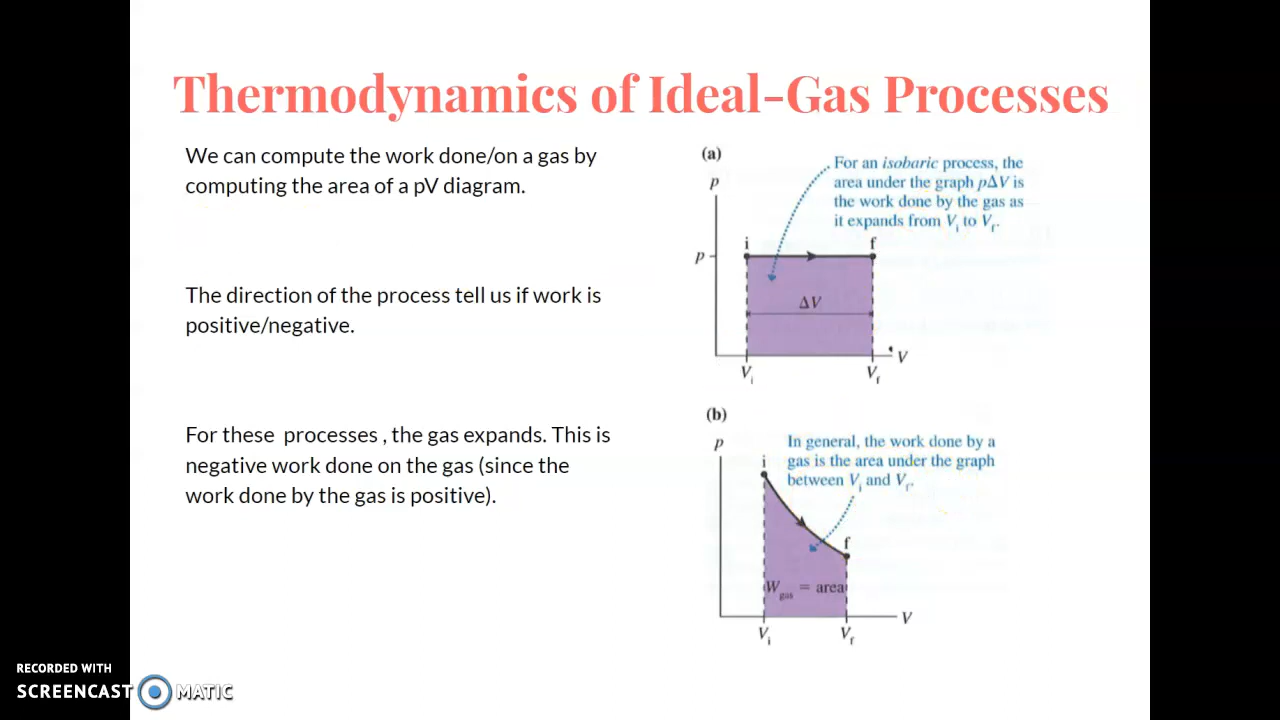 Thermodynamics of Ideal-Gas Processes
We can compute the work done/on a gas by
computing the area of a pV diagram.
The direction of the process tell us if work is
positive/negative.
For these processes , the gas expands. This is
negative work done on the gas (since the
work done by the gas is positive).
(a)
For an isobaric process, the
area under the graph pΔV is
the work done by the gas as
it expands from Vi to Vf.
p
i
f
p
ΔV
V
Vi
Vf
(b)
In general, the work done by a
gas is the area under the graph
between Vi and Vf.
p
i
f
Wgas = area
V
Vi
Vf
RECORDED WITH
SCREENCAST MATIC